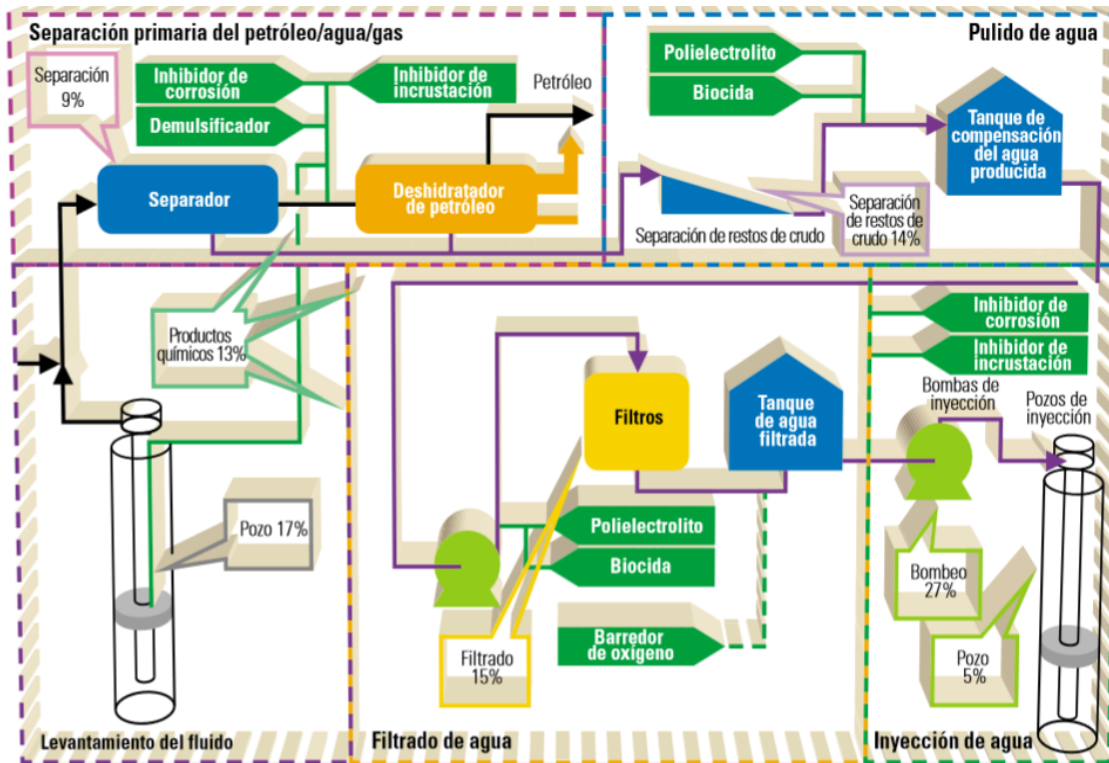 Separación primaria del petróleo/agua/gas
Separación
9%
Inhibidor de
corrosión
Demulsificador
Inhibidor de
incrustación
Petróleo
Separador
Deshidratador
de petróleo
Pulido de agua
Polielectrolito
Biocida
Tanque de
compensación
del agua
producida
Separación de restos de crudo
Separación
de restos de
crudo 14%
Productos
químicos 13%
Pozo 17%
Levantamiento del fluido
Filtros
Tanque
de agua
filtrada
Polielectrolito
Biocida
Barredor
de oxígeno
Filtrado
15%
Filtrado de agua
Inhibidor de
corrosión
Inhibidor de
incrustación
Bombas de
inyección
Pozos de
inyección
Bombeo
27%
Pozo
5%
Inyección de agua